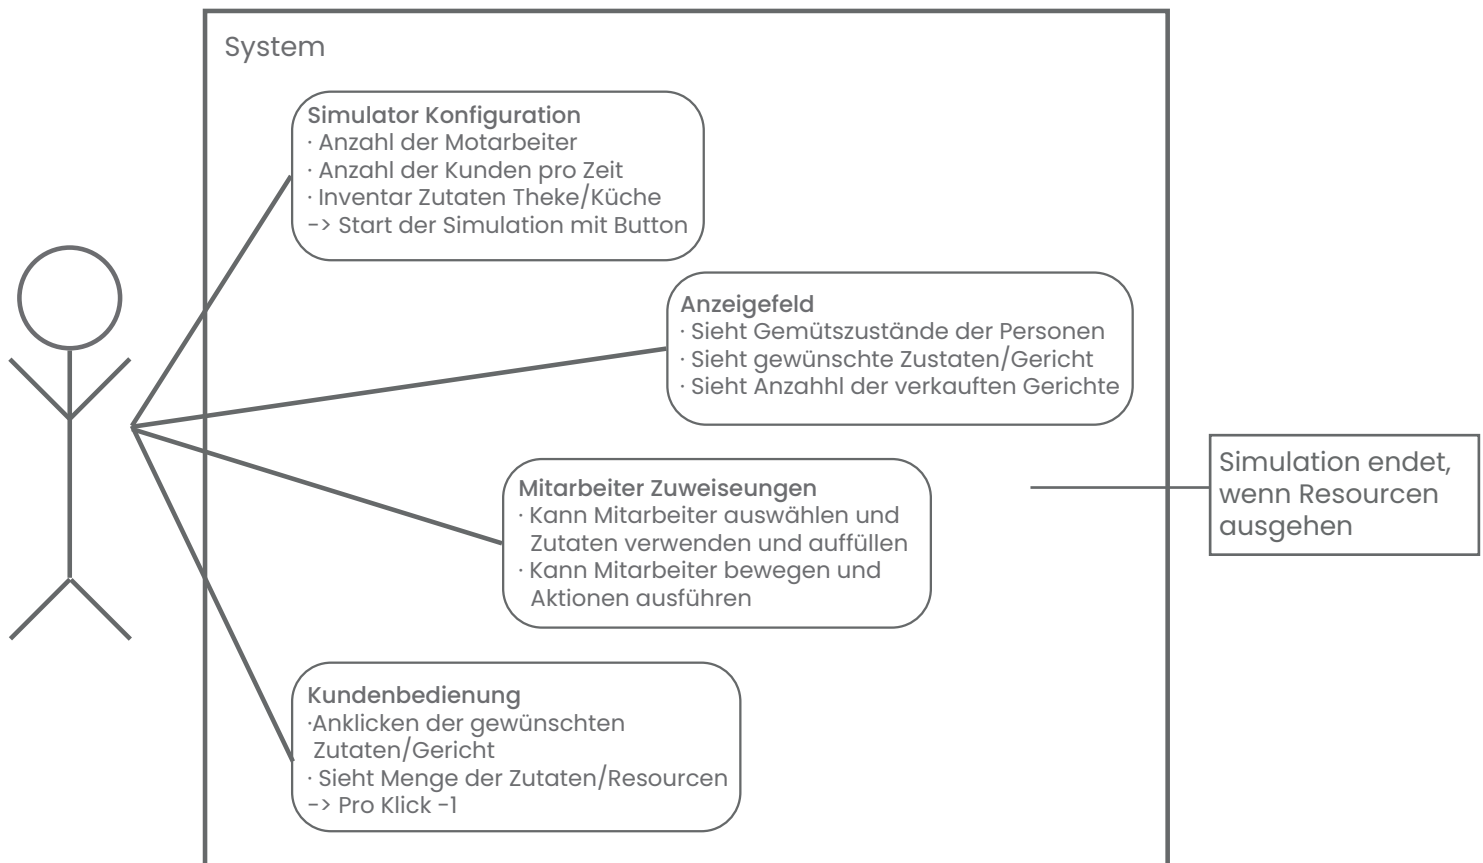 System
Simulator Konfiguration
· Anzahl der Motarbeiter
· Anzahl der Kunden pro Zeit
· Inventar Zutaten Theke/Küche
-> Start der Simulation mit Button
Anzeigefeld
· Sieht Gemütszustände der Personen
· Sieht gewünschte Zustaten/Gericht
· Sieht Anzahhl der verkauften Gerichte
Simulation endet,
wenn Resourcen
ausgehen
Mitarbeiter Zuweiseungen
· Kann Mitarbeiter auswählen und
Zutaten verwenden und auffüllen
· Kann Mitarbeiter bewegen und
Aktionen ausführen
Kundenbedienung
·Anklicken der gewünschten
Zutaten/Gericht
· Sieht Menge der Zutaten/Resourcen
-> Pro Klick -1